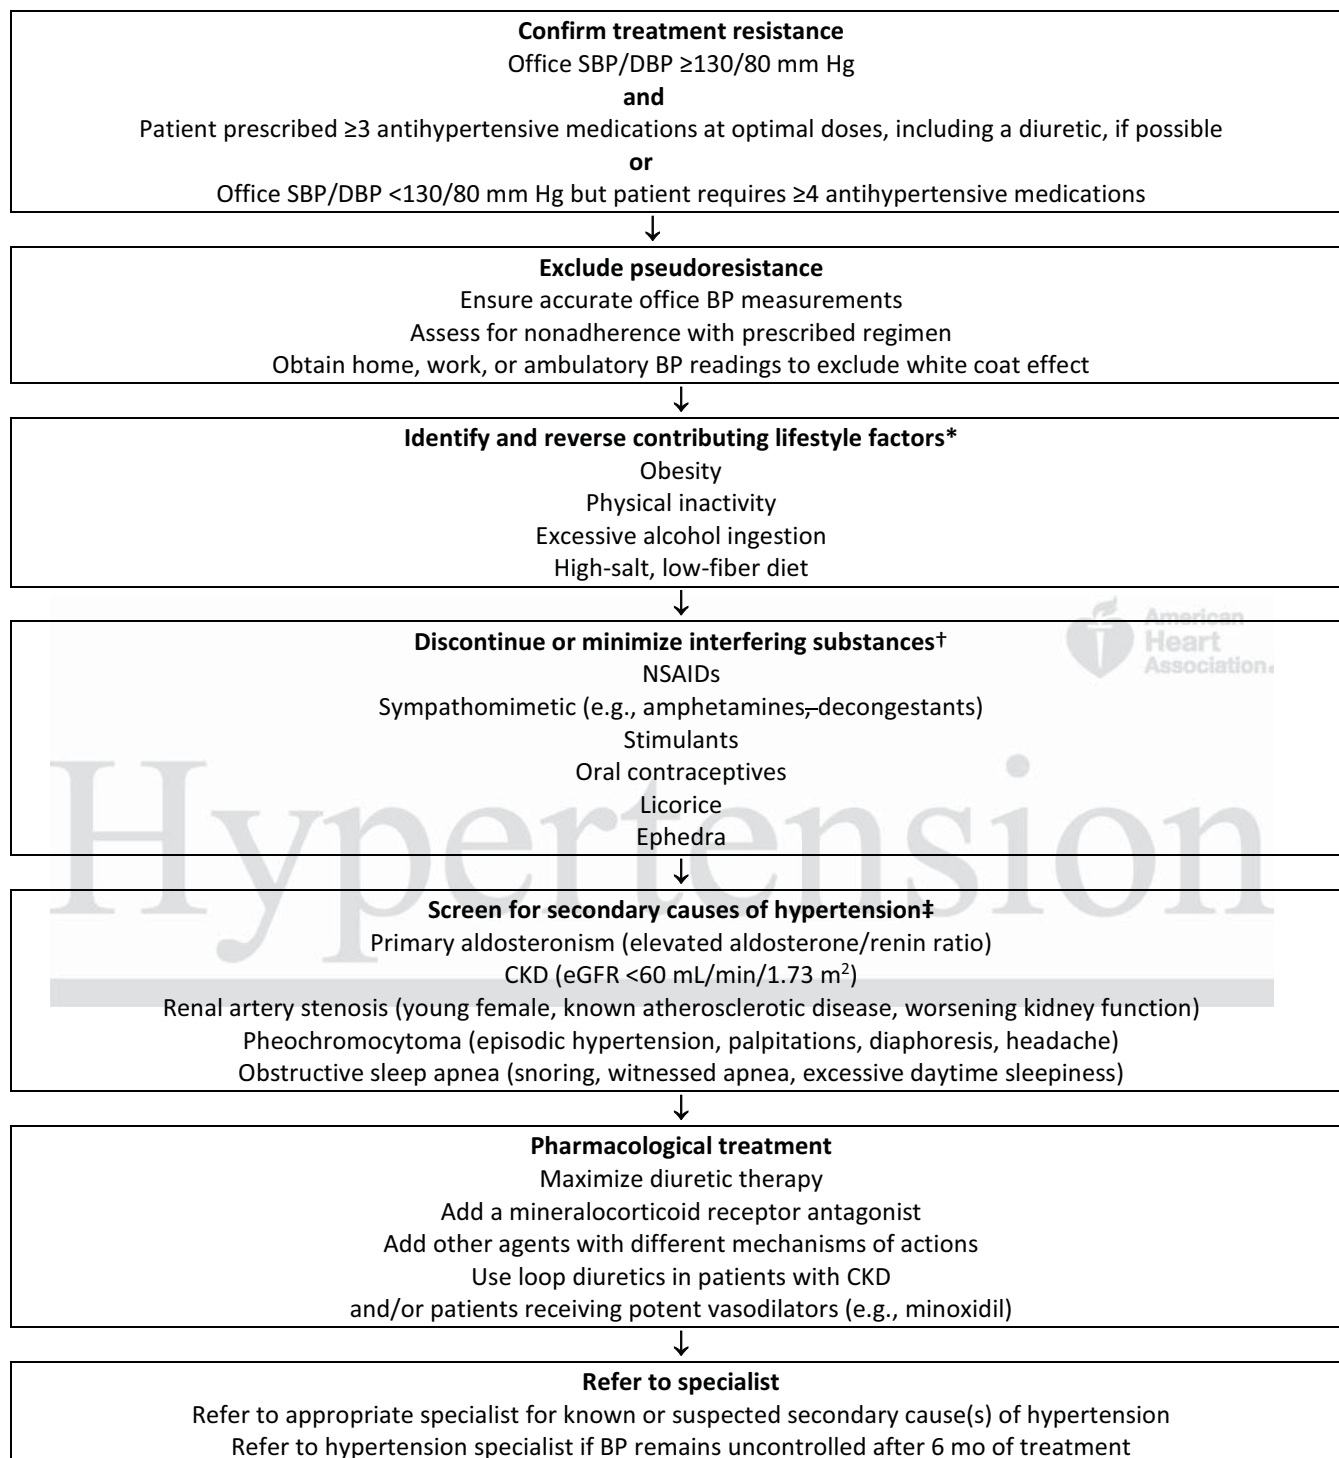 Confirm treatment resistance
Office SBP/DBP ≥130/80 mm Hg
and
Patient prescribed ≥3 antihypertensive medications at optimal doses, including a diuretic, if possible
or
Office SBP/DBP <130/80 mm Hg but patient requires ≥4 antihypertensive medications
↓
Exclude pseudoresistance
Ensure accurate office BP measurements
Assess for nonadherence with prescribed regimen
Obtain home, work, or ambulatory BP readings to exclude white coat effect
↓
Identify and reverse contributing lifestyle factors*
Obesity
Physical inactivity
Excessive alcohol ingestion
High-salt, low-fiber diet
↓
American
Heart
Association.
Discontinue or minimize interfering substances†
NSAIDs
Sympathomimetic (e.g., amphetamines, decongestants)
Stimulants
Oral contraceptives
Licorice
Ephedra
Hypertension
↓
Screen for secondary causes of hypertension‡
Primary aldosteronism (elevated aldosterone/renin ratio)
CKD (eGFR <60 mL/min/1.73 m²)
Renal artery stenosis (young female, known atherosclerotic disease, worsening kidney function)
Pheochromocytoma (episodic hypertension, palpitations, diaphoresis, headache)
Obstructive sleep apnea (snoring, witnessed apnea, excessive daytime sleepiness)
↓
Pharmacological treatment
Maximize diuretic therapy
Add a mineralocorticoid receptor antagonist
Add other agents with different mechanisms of actions
Use loop diuretics in patients with CKD
and/or patients receiving potent vasodilators (e.g., minoxidil)
↓
Refer to specialist
Refer to appropriate specialist for known or suspected secondary cause(s) of hypertension
Refer to hypertension specialist if BP remains uncontrolled after 6 mo of treatment